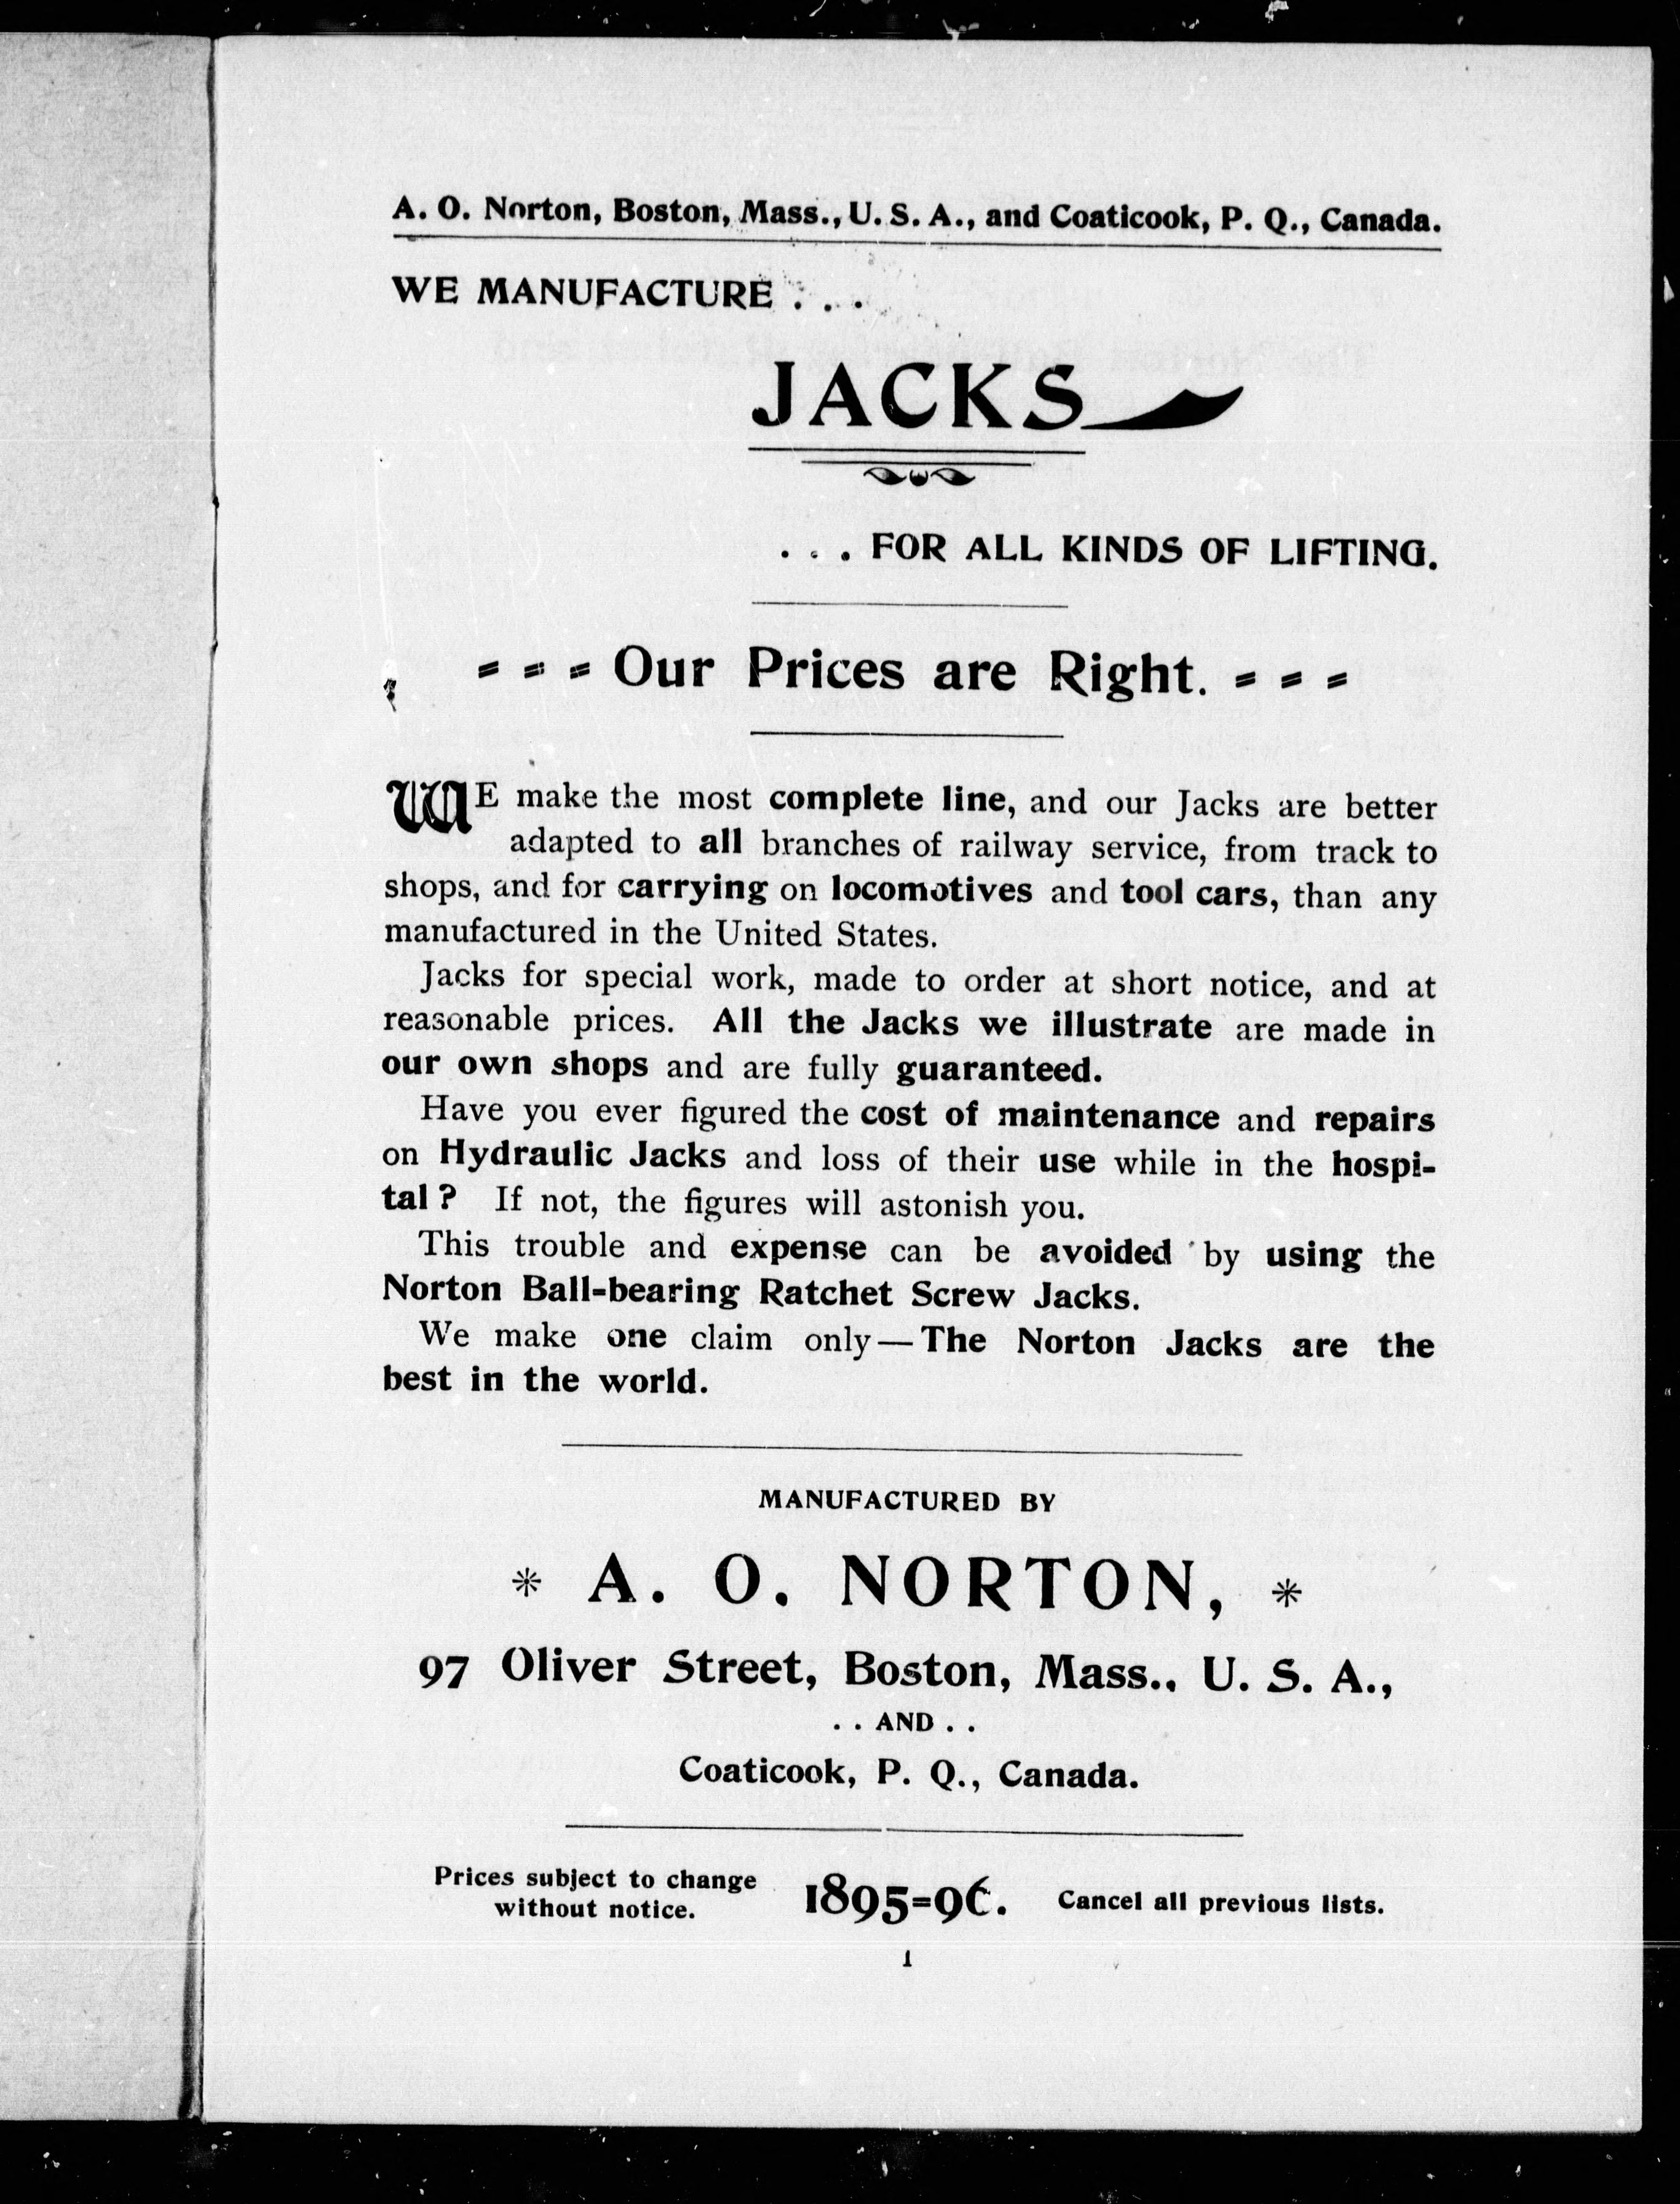 A. O. Norton, Boston, Mass., U. S. A., and Coaticook, P. Q., Canada.
WE MANUFACTURE . . .
JACKS
. . . FOR ALL KINDS OF LIFTING.
= = = Our Prices are Right. = = =
WE make the most complete line, and our Jacks are better
adapted to all branches of railway service, from track to
shops, and for carrying on locomotives and tool cars, than any
manufactured in the United States.
Jacks for special work, made to order at short notice, and at
reasonable prices. All the Jacks we illustrate are made in
our own shops and are fully guaranteed.
Have you ever figured the cost of maintenance and repairs
on Hydraulic Jacks and loss of their use while in the hospi-
tal? If not, the figures will astonish you.
This trouble and expense can be avoided by using the
Norton Ball-bearing Ratchet Screw Jacks.
We make one claim only—The Norton Jacks are the
best in the world.
MANUFACTURED BY
* A. O. NORTON, *
97 Oliver Street, Boston, Mass., U. S. A.,
. . AND . .
Coaticook, P. Q., Canada.
Prices subject to change
without notice.
1895=96.
Cancel all previous lists.
1